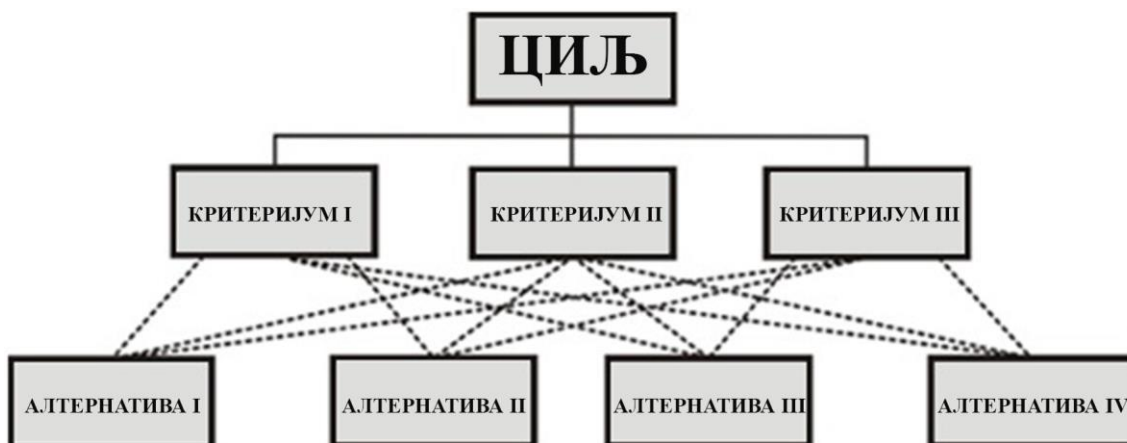 ЦИЉ
КРИТЕРИЈУМ I
КРИТЕРИЈУМ II
КРИТЕРИЈУМ III
АЛТЕРНАТИВА I
АЛТЕРНАТИВА II
АЛТЕРНАТИВА III
АЛТЕРНАТИВА IV